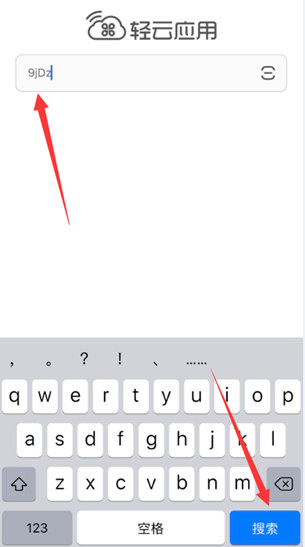 轻云应用
9jDz
， 。 ？ ！ 、 ……
q w e r t y u i o p
a s d f g h j k l
z x c v b n m
123 空格 搜索